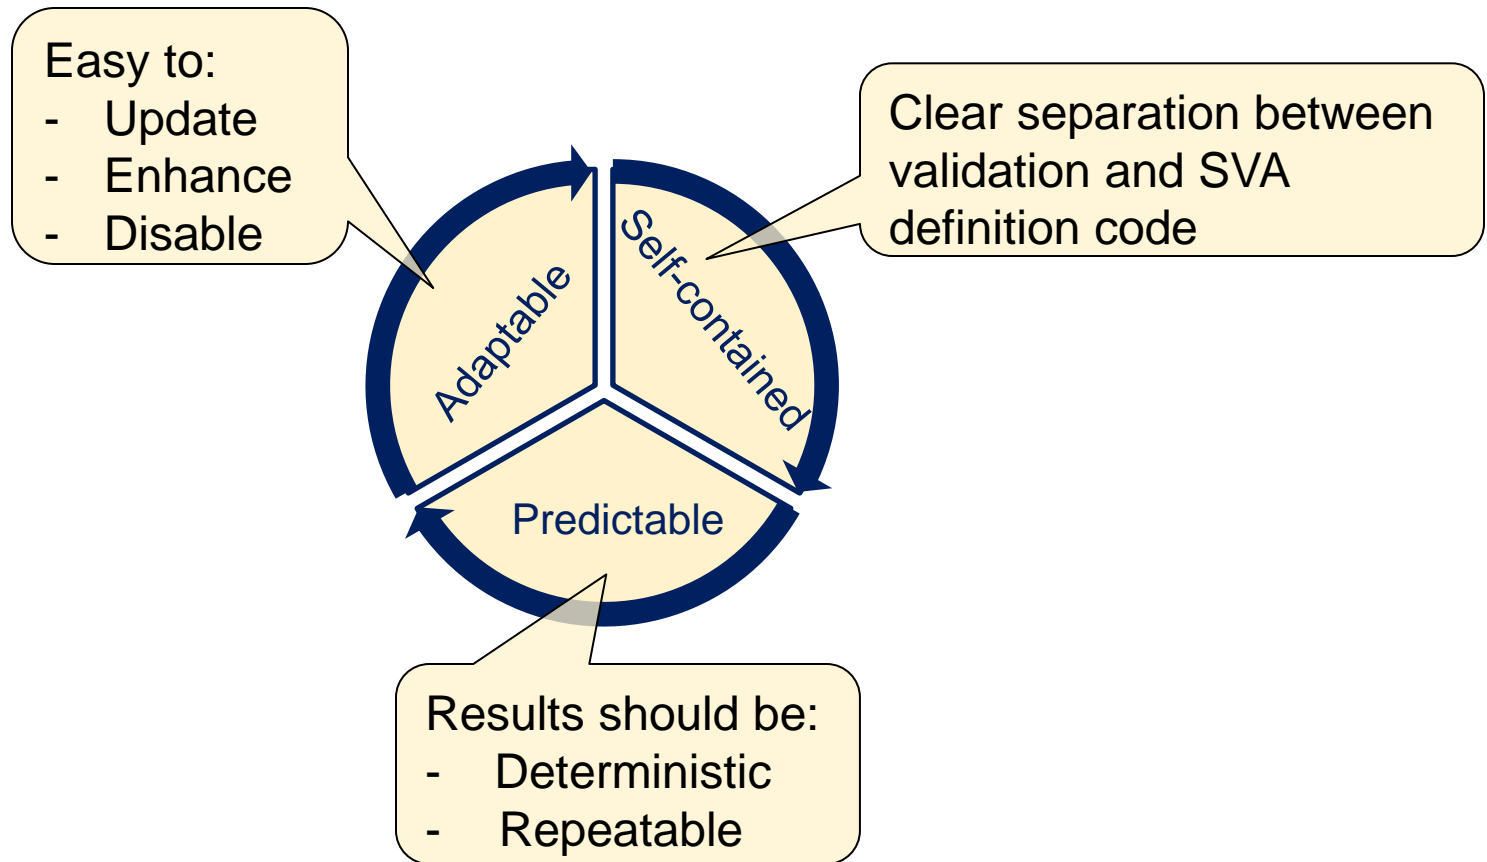 Easy to:
- Update
- Enhance
- Disable
Clear separation between
validation and SVA
definition code
Adaptable
Self-contained
Predictable
Results should be:
- Deterministic
- Repeatable